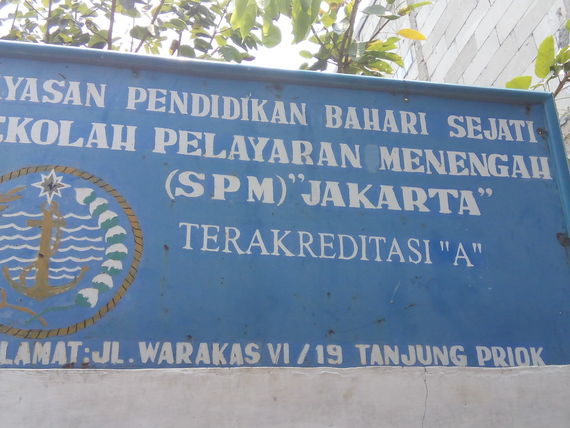 YASAN PENDIDIKAN BAHARI SEJATI
EKOLAH PELAYARAN MENENGAH
(SPM)"JAKARTA"
TERAKREDITASI "A"
LAMAT: JL. WARAKAS VI / 19 TANJUNG PRIOK